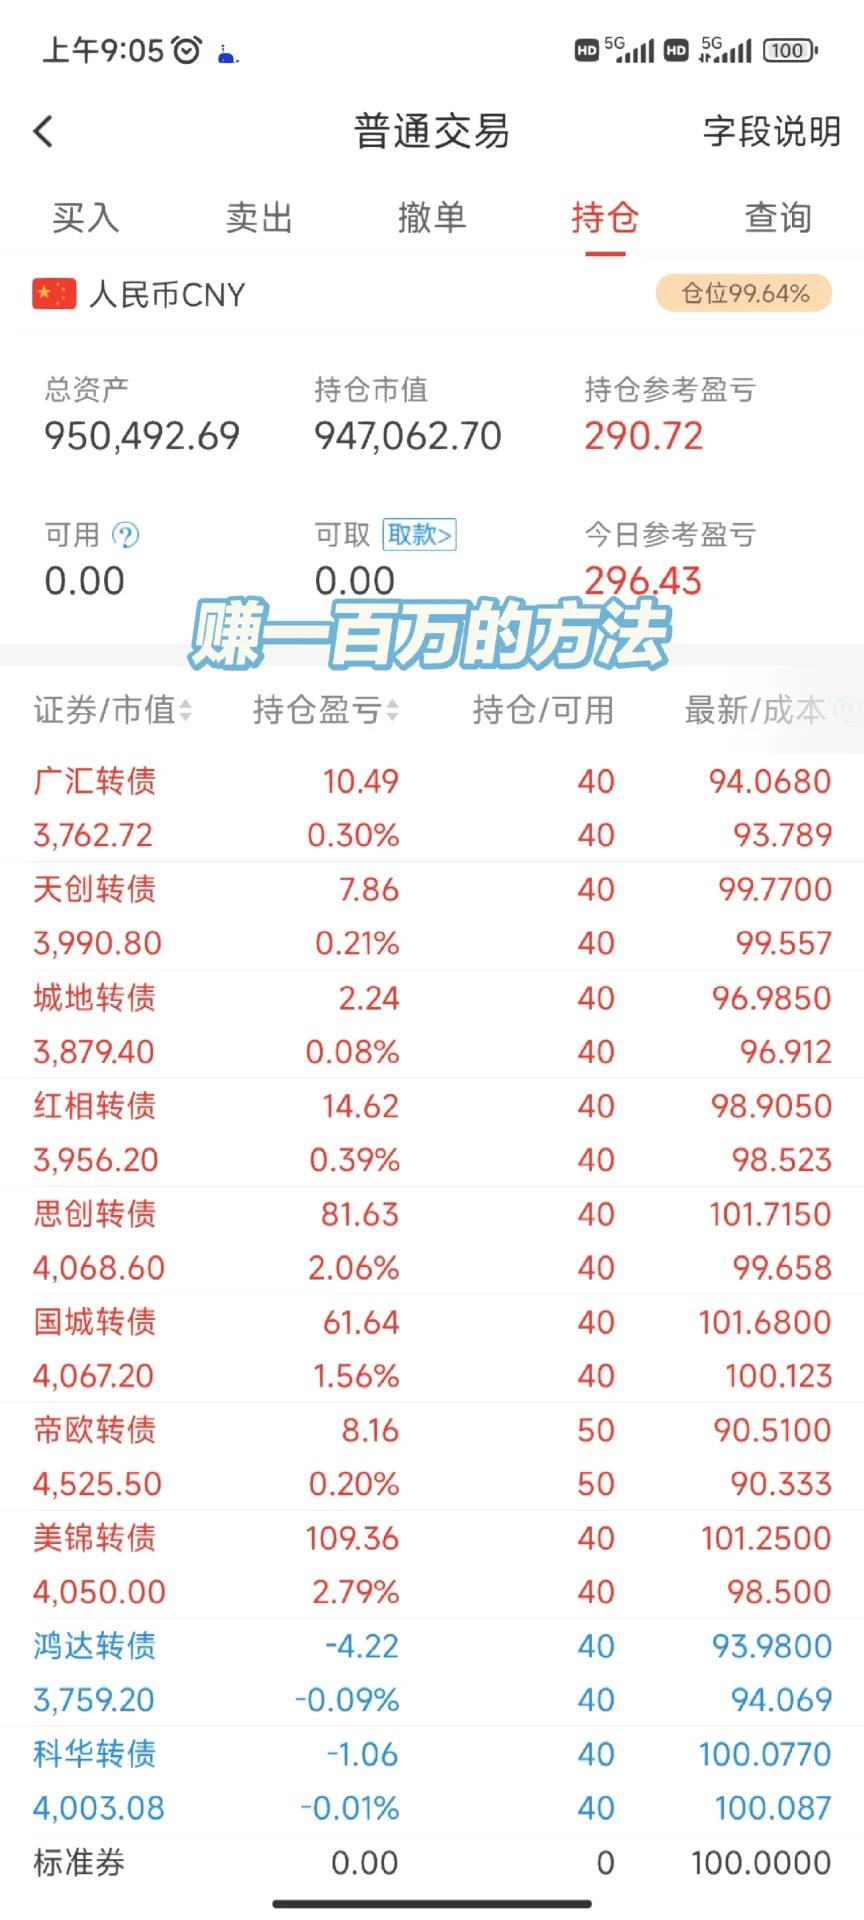 上午9:05
HD 5G HD 5G 100
普通交易 字段说明
买入 卖出 撤单 持仓 查询
人民币CNY 仓位99.64%
总资产 持仓市值 持仓参考盈亏
950,492.69 947,062.70 290.72
可用 ? 可取 取款> 今日参考盈亏
0.00 0.00 296.43
赚一百万的方法
证券/市值 持仓盈亏 持仓/可用 最新/成本 ?
广汇转债 10.49 40 94.0680
3,762.72 0.30% 40 93.789
天创转债 7.86 40 99.7700
3,990.80 0.21% 40 99.557
城地转债 2.24 40 96.9850
3,879.40 0.08% 40 96.912
红相转债 14.62 40 98.9050
3,956.20 0.39% 40 98.523
思创转债 81.63 40 101.7150
4,068.60 2.06% 40 99.658
国城转债 61.64 40 101.6800
4,067.20 1.56% 40 100.123
帝欧转债 8.16 50 90.5100
4,525.50 0.20% 50 90.333
美锦转债 109.36 40 101.2500
4,050.00 2.79% 40 98.500
鸿达转债 -4.22 40 93.9800
3,759.20 -0.09% 40 94.069
科华转债 -1.06 40 100.0770
4,003.08 -0.01% 40 100.087
标准券 0.00 0 100.0000